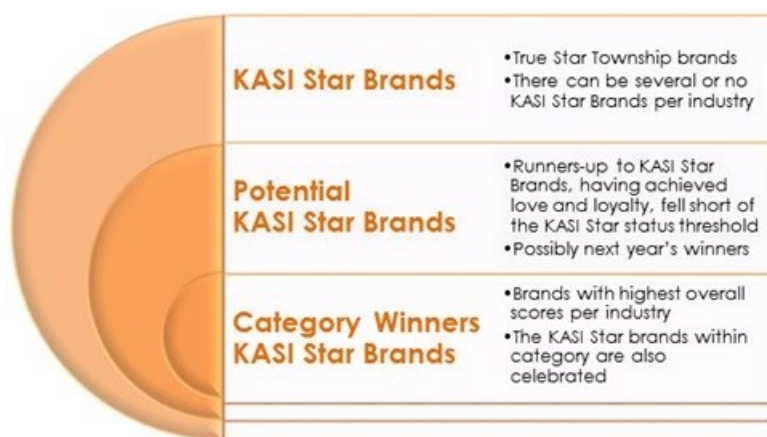 KASI Star Brands
•True Star Township brands
•There can be several or no
KASI Star Brands per industry
Potential
KASI Star Brands
•Runners-up to KASI Star
Brands, having achieved
love and loyalty, fell short of
the KASI Star status threshold
•Possibly next year's winners
Category Winners
KASI Star Brands
•Brands with highest overall
scores per industry
•The KASI Star brands within
category are also
celebrated